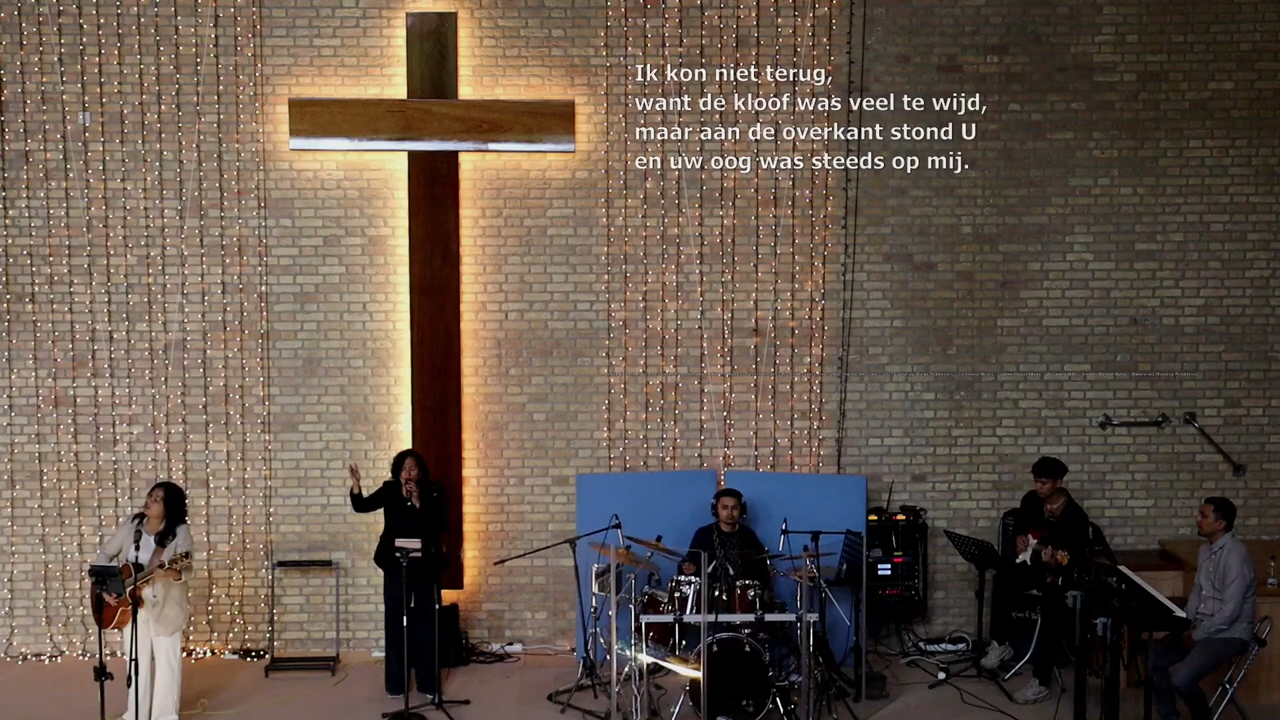 Ik kon niet terug,
want de kloof was veel te wijd,
maar aan de overkant stond U
en uw oog was steeds op mij.